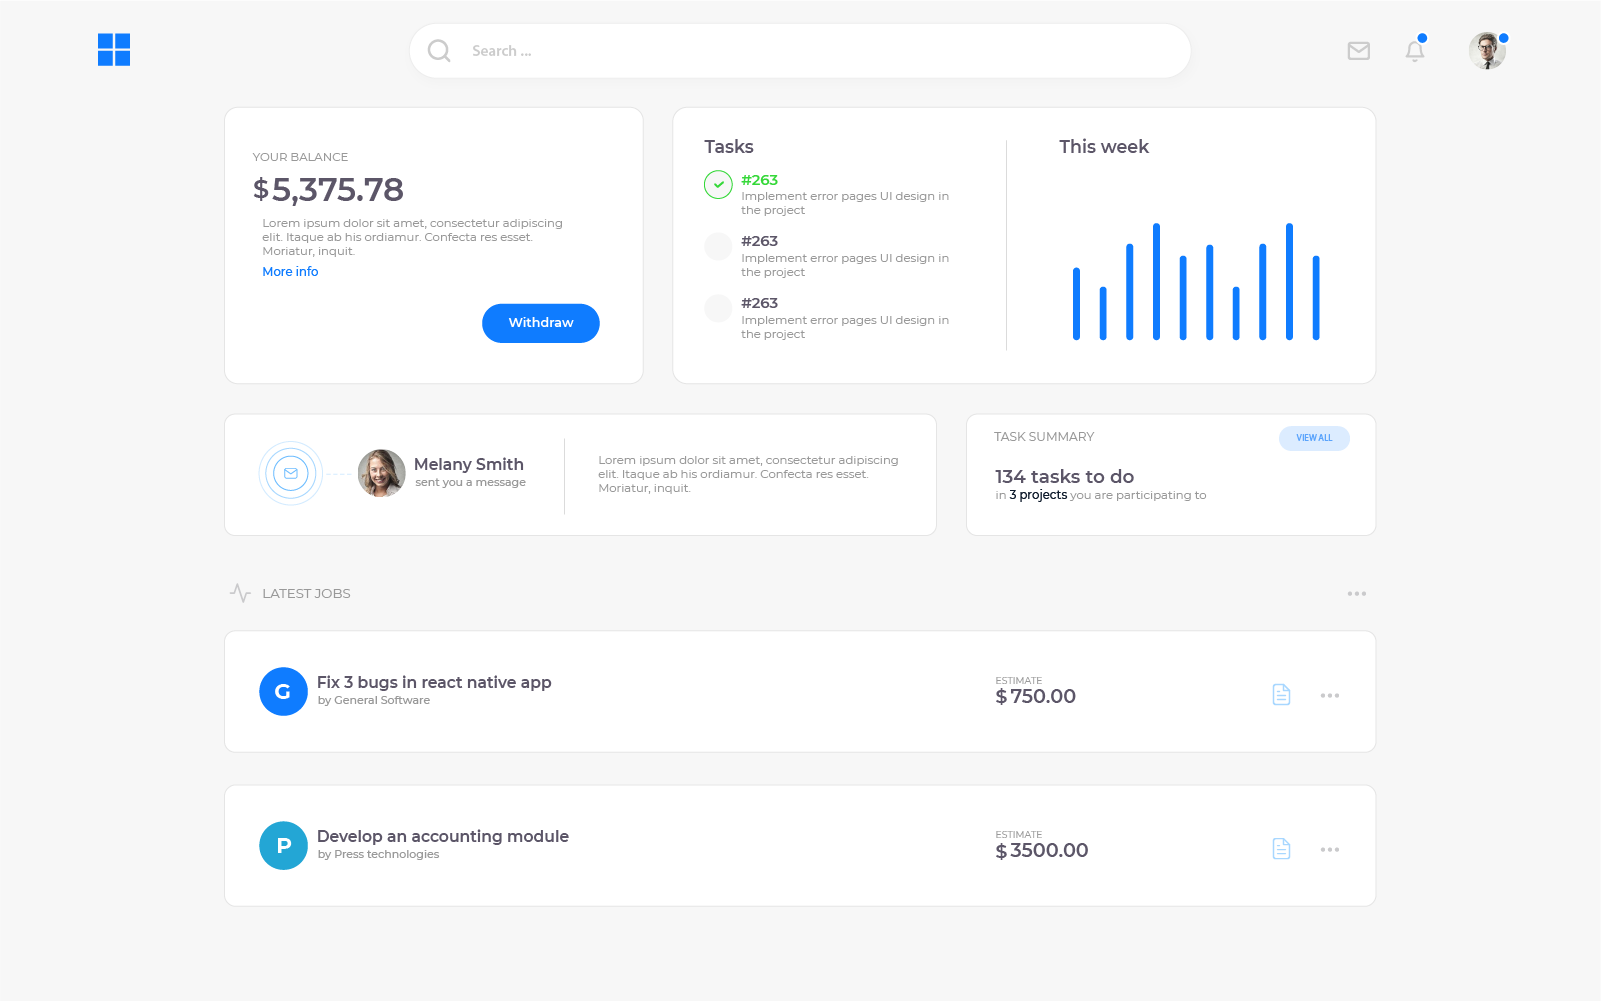 Search ...
YOUR BALANCE
$5,375.78
Lorem ipsum dolor sit amet, consectetur adipiscing
elit. Itaque ab his ordiamur. Confecta res esset.
Moriatur, inquit.
More info
Withdraw
Tasks
#263
Implement error pages UI design in
the project
#263
Implement error pages UI design in
the project
#263
Implement error pages UI design in
the project
This week
Melany Smith
sent you a message
Lorem ipsum dolor sit amet, consectetur adipiscing
elit. Itaque ab his ordiamur. Confecta res esset.
Moriatur, inquit.
TASK SUMMARY
VIEW ALL
134 tasks to do
in 3 projects you are participating to
LATEST JOBS
G
Fix 3 bugs in react native app
by General Software
ESTIMATE
$750.00
P
Develop an accounting module
by Press technologies
ESTIMATE
$3500.00